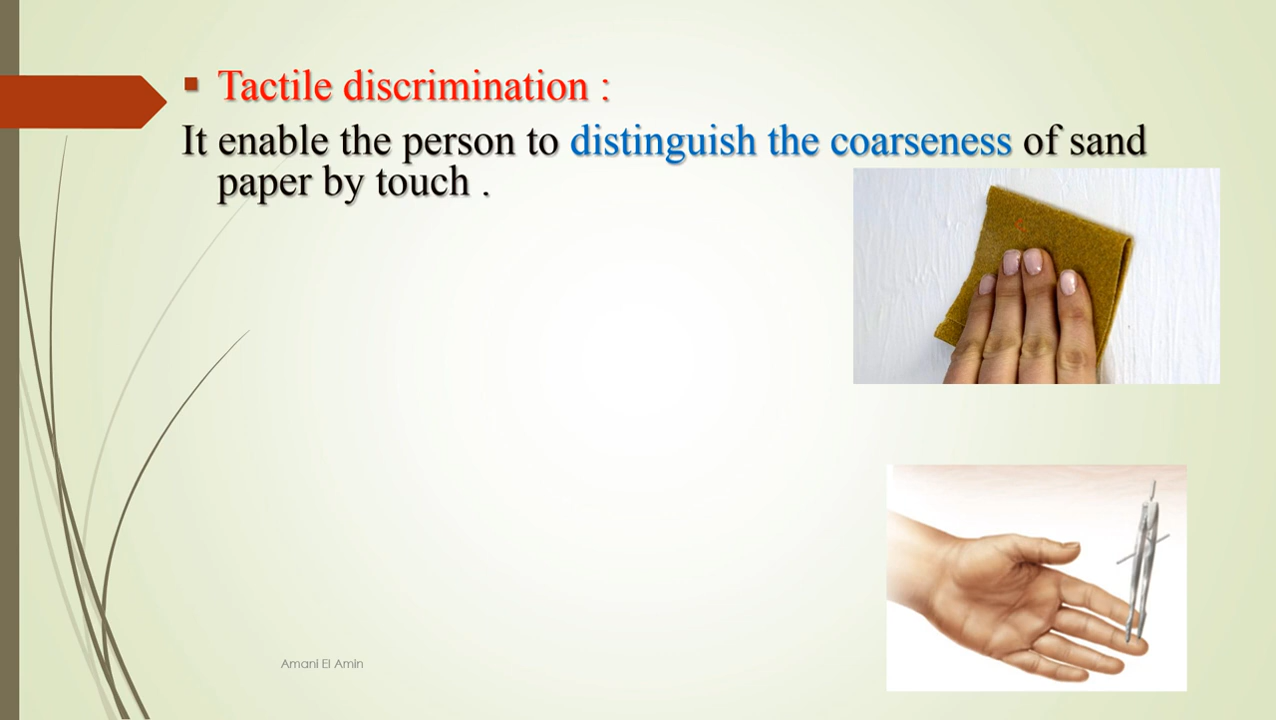 ▪ Tactile discrimination :
It enable the person to distinguish the coarseness of sand
paper by touch .
Amani El Amin